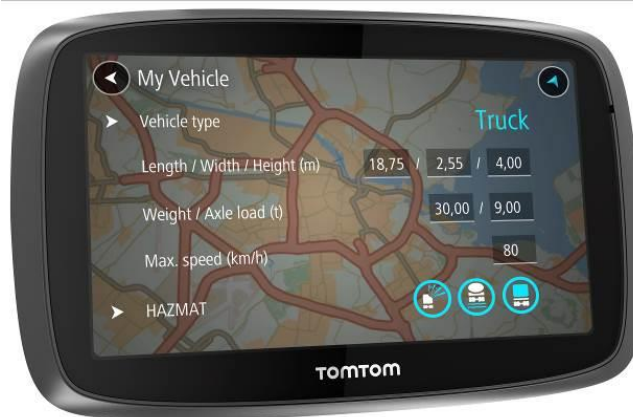 My Vehicle
Vehicle type Truck
Length / Width / Height (m) 18,75 / 2,55 / 4,00
Weight / Axle load (t) 30,00 / 9,00
Max. speed (km/h) 80
HAZMAT
TOMTOM